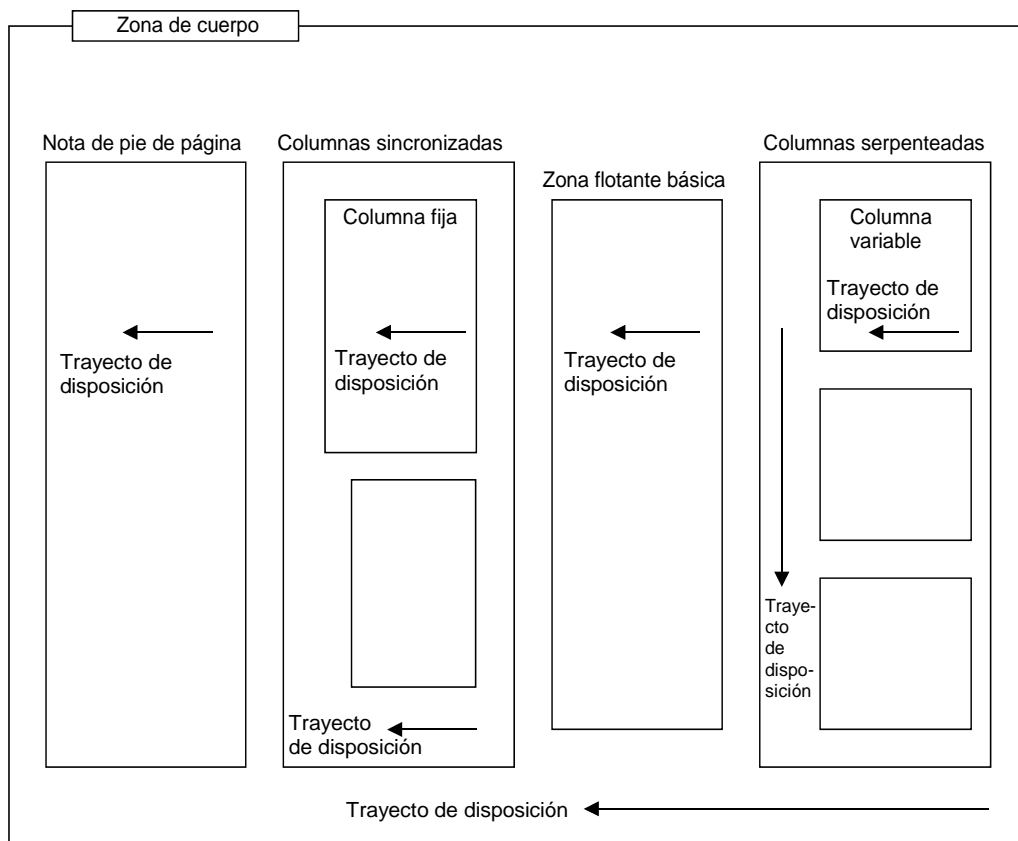 Zona de cuerpo
Nota de pie de página
Trayecto de
disposición
Columnas sincronizadas
Columna fija
Trayecto de
disposición
Trayecto
de disposición
Zona flotante básica
Trayecto de
disposición
Columnas serpenteadas
Columna
variable
Trayecto de
disposición
Traye-
cto
de
dispo-
sición
Trayecto de disposición